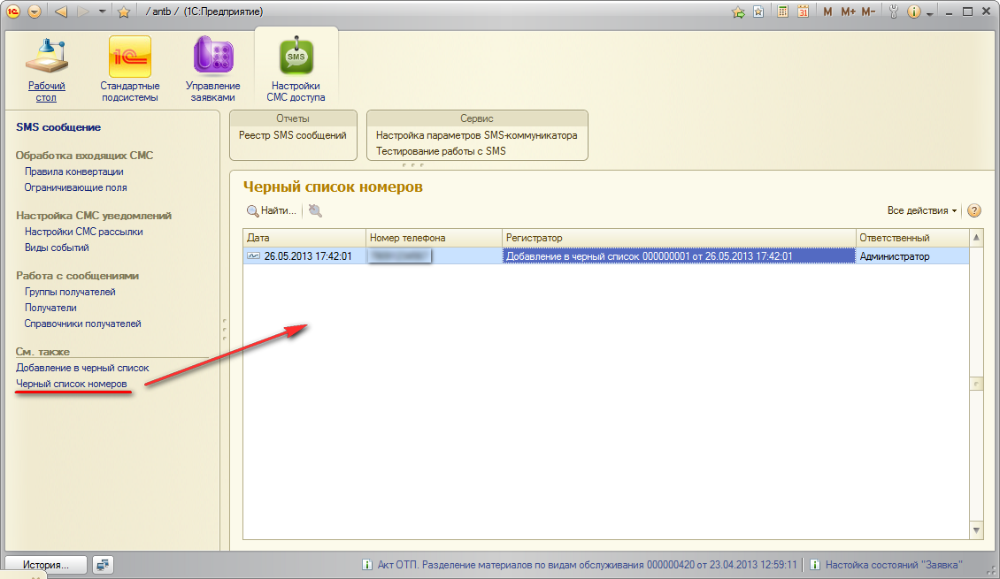 / antb / (1С:Предприятие)
M M+ M-
Рабочий
стол
Стандартные
подсистемы
Управление
заявками
SMS
Настройки
СМС доступа
SMS сообщение
Обработка входящих СМС
Правила конвертации
Ограничивающие поля
Настройка СМС уведомлений
Настройки СМС рассылки
Виды событий
Работа с сообщениями
Группы получателей
Получатели
Справочники получателей
См. также
Добавление в черный список
Черный список номеров
Отчеты
Реестр SMS сообщений
Сервис
Настройка параметров SMS-коммуникатора
Тестирование работы с SMS
Черный список номеров
Найти...
Все действия
?
Дата Номер телефона Регистратор Ответственный
26.05.2013 17:42:01 Добавление в черный список 000000001 от 26.05.2013 17:42:01 Администратор
История...
Акт ОТП. Разделение материалов по видам обслуживания 000000420 от 23.04.2013 12:59:11
Настойка состояний "Заявка"